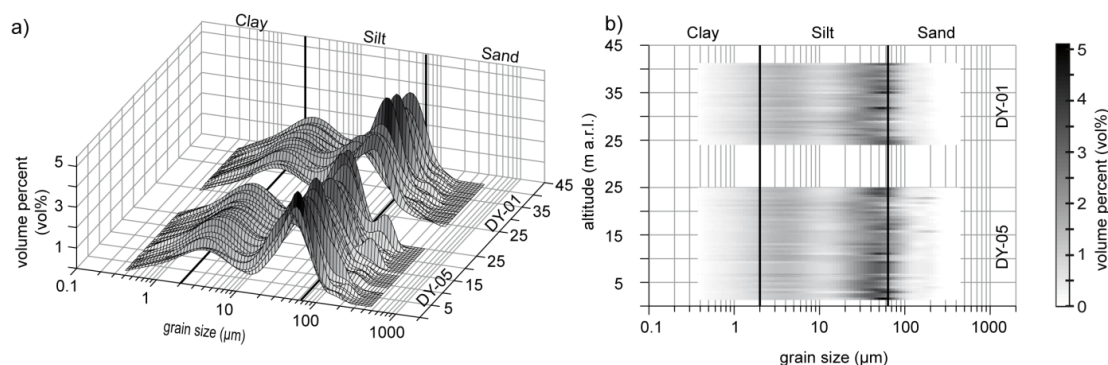 a)
Clay
Silt
Sand
volume percent
(vol%)
5
3
1
0.1
1
10
100
1000
grain size (µm)
DY-05
DY-01
5
15
25
25
35
45
b)
Clay
Silt
Sand
altitude (m a.r.l.)
45
35
25
25
15
5
DY-01
DY-05
0.1
1
10
100
1000
grain size (µm)
5
4
3
2
1
0
volume percent (vol%)